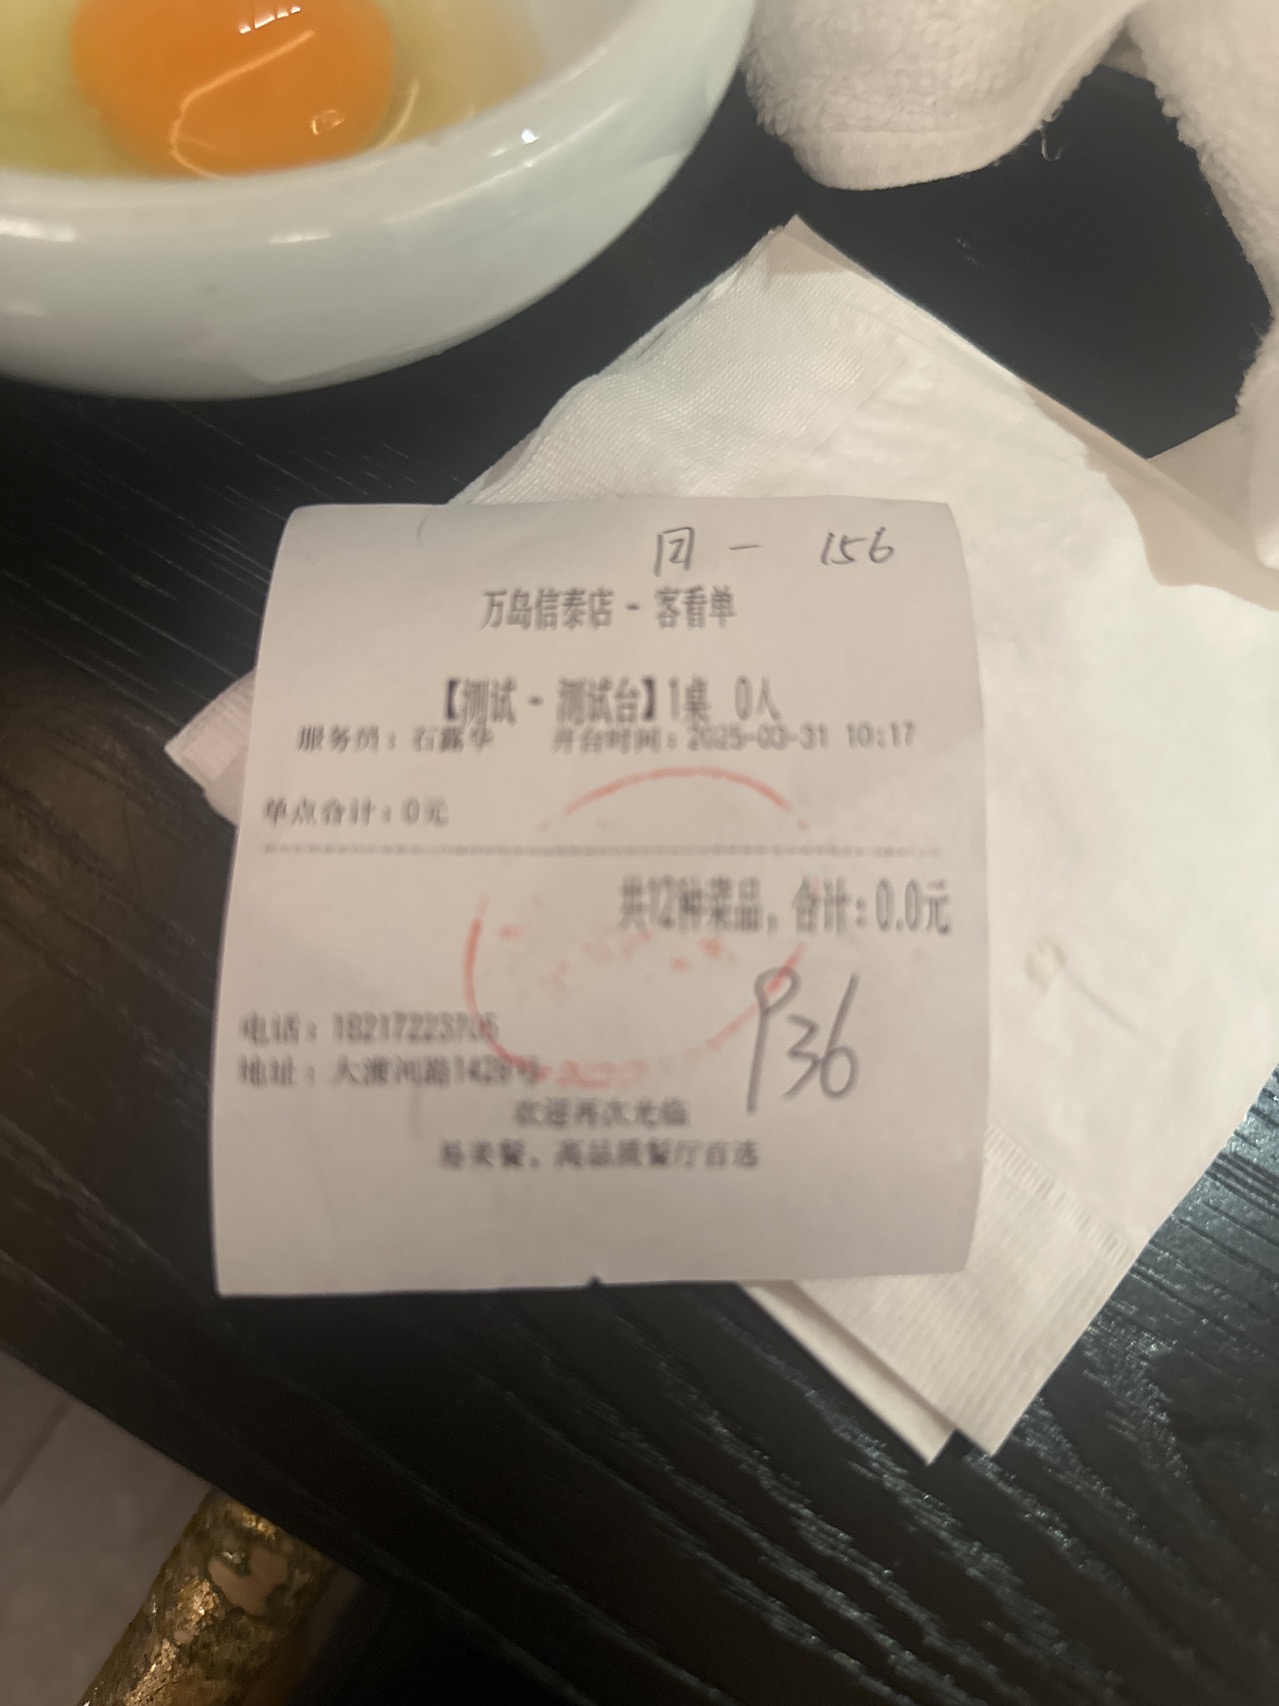 156
万岛信泰店 - 客看单
【测试 - 测试台】1桌 0人
服务员：石露华 开台时间：2025-03-31 10:17
单点合计：0元
共12种菜品，合计：0.0元
936
电话：18217223705
地址：大渡河路1428号
欢迎再次光临
易来餐，高品质餐厅首选